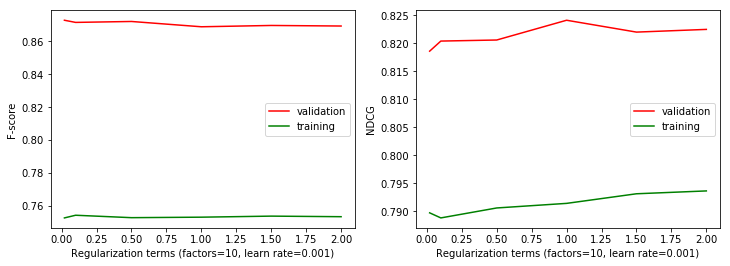 F-score
0.86
0.84
0.82
0.80
0.78
0.76
validation
training
0.00 0.25 0.50 0.75 1.00 1.25 1.50 1.75 2.00
Regularization terms (factors=10, learn rate=0.001)
NDCG
0.825
0.820
0.815
0.810
0.805
0.800
0.795
0.790
validation
training
0.00 0.25 0.50 0.75 1.00 1.25 1.50 1.75 2.00
Regularization terms (factors=10, learn rate=0.001)